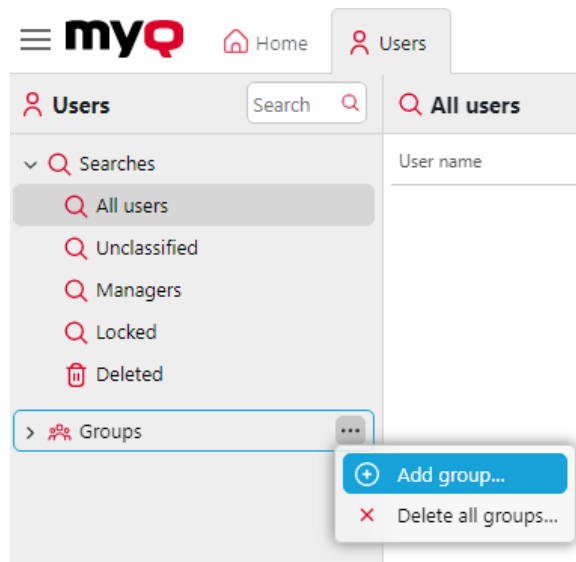 myQ
Home
Users
Users
Search
All users
Searches
User name
All users
Unclassified
Managers
Locked
Deleted
Groups
...
Add group...
Delete all groups...